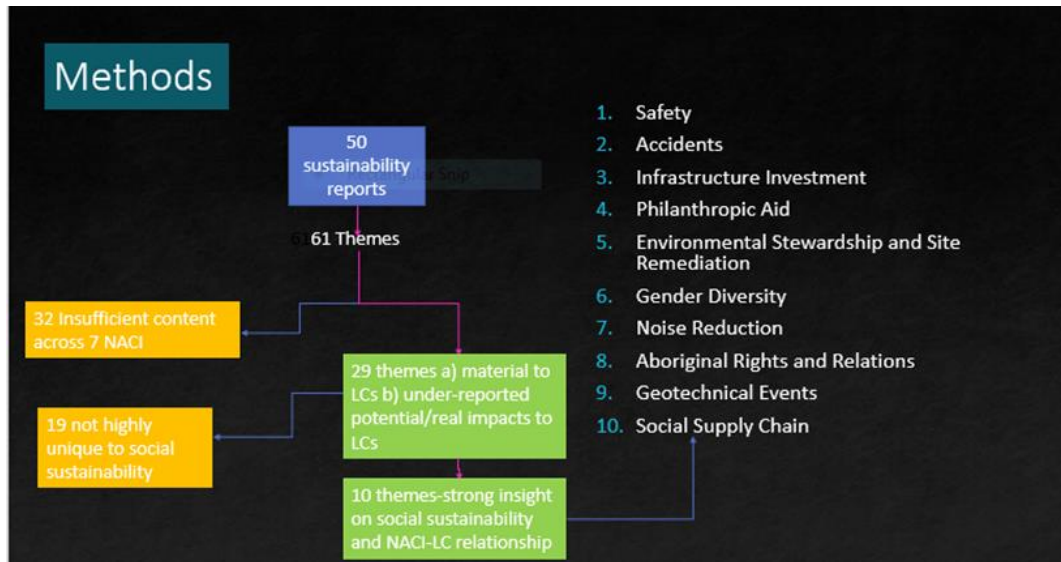 Methods
50
sustainability
reports
Rectangular Snip
6161 Themes
32 Insufficient content
across 7 NACI
29 themes a) material to
LCs b) under-reported
potential/real impacts to
LCs
19 not highly
unique to social
sustainability
10 themes-strong insight
on social sustainability
and NACI-LC relationship
1. Safety
2. Accidents
3. Infrastructure Investment
4. Philanthropic Aid
5. Environmental Stewardship and Site
Remediation
6. Gender Diversity
7. Noise Reduction
8. Aboriginal Rights and Relations
9. Geotechnical Events
10. Social Supply Chain